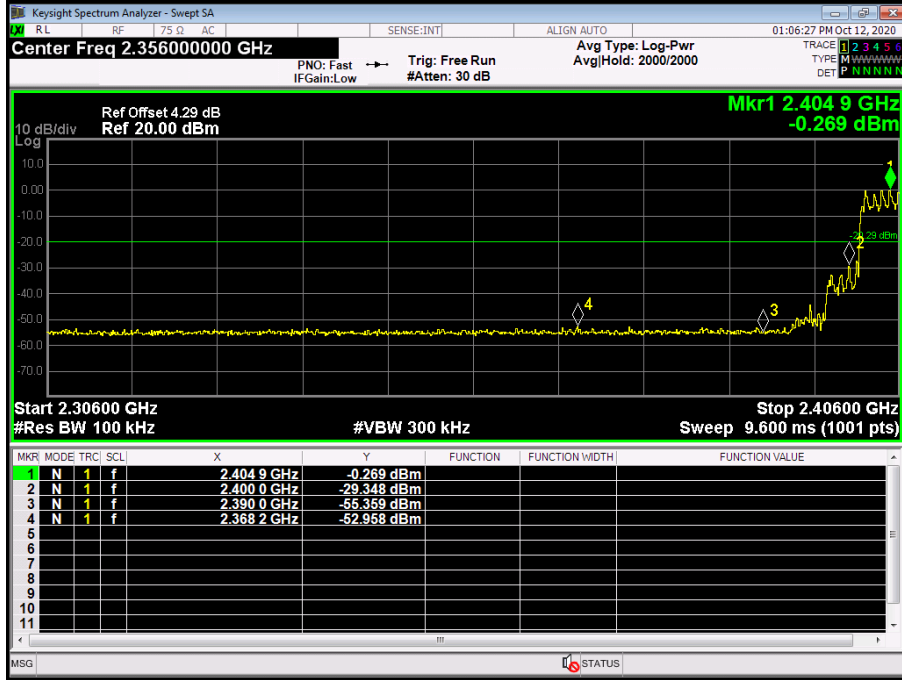 Keysight Spectrum Analyzer - Swept SA
LXI RL RF 75 Ω AC SENSE:INT ALIGN AUTO 01:06:27 PM Oct 12, 2020
Center Freq 2.356000000 GHz
PNO: Fast
IFGain:Low
Trig: Free Run
#Atten: 30 dB
Avg Type: Log-Pwr
Avg|Hold: 2000/2000
TRACE 1 2 3 4 5 6
TYPE M WWWWW
DET P N N N N N
Mkr1 2.404 9 GHz
-0.269 dBm
Ref Offset 4.29 dB
10 dB/div Ref 20.00 dBm
Log
10.0
0.00
-10.0
-20.0
-30.0
-40.0
-50.0
-60.0
-70.0
1
2
3
4
Start 2.30600 GHz Stop 2.40600 GHz
#Res BW 100 kHz #VBW 300 kHz Sweep 9.600 ms (1001 pts)
MKR MODE TRC SCL X Y FUNCTION FUNCTION WIDTH FUNCTION VALUE
1 N 1 f 2.404 9 GHz -0.269 dBm
2 N 1 f 2.400 0 GHz -29.348 dBm
3 N 1 f 2.390 0 GHz -55.359 dBm
4 N 1 f 2.368 2 GHz -52.958 dBm
5
6
7
8
9
10
11
MSG STATUS